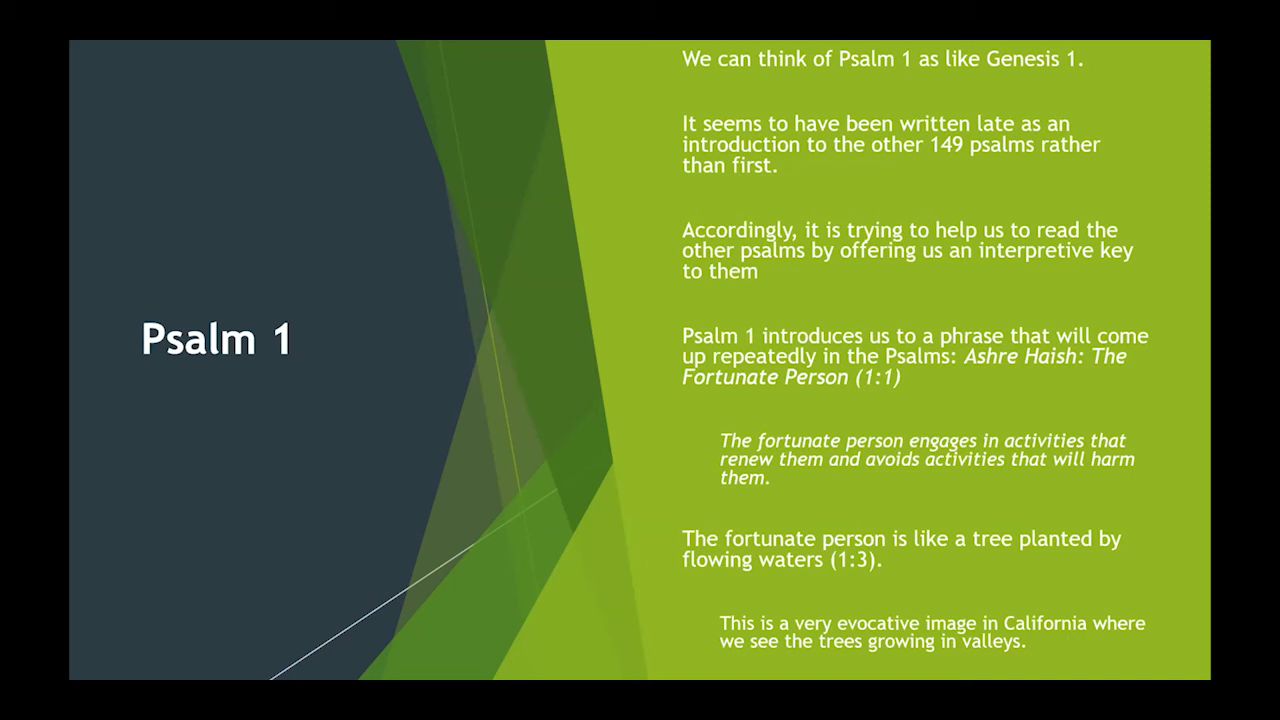 Psalm 1
We can think of Psalm 1 as like Genesis 1.
It seems to have been written late as an
introduction to the other 149 psalms rather
than first.
Accordingly, it is trying to help us to read the
other psalms by offering us an interpretive key
to them
Psalm 1 introduces us to a phrase that will come
up repeatedly in the Psalms: Ashre Haish: The
Fortunate Person (1:1)
The fortunate person engages in activities that
renew them and avoids activities that will harm
them.
The fortunate person is like a tree planted by
flowing waters (1:3).
This is a very evocative image in California where
we see the trees growing in valleys.